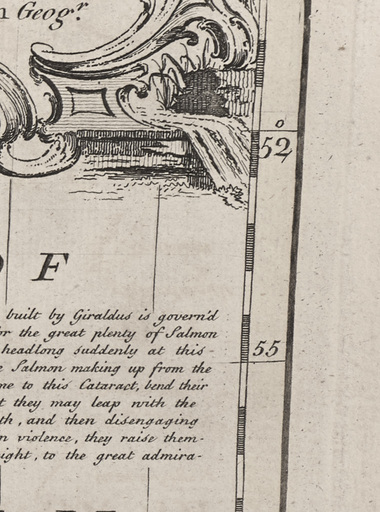 n Geogr.
o
52
OF
built by Giraldus is govern'd
or the great plenty of Salmon
headlong suddenly at this-
e Salmon making up from the
me to this Cataract, bend their
55
t they may leap with the
th, and then disengaging
n violence, they raise them-
ight, to the great admira-